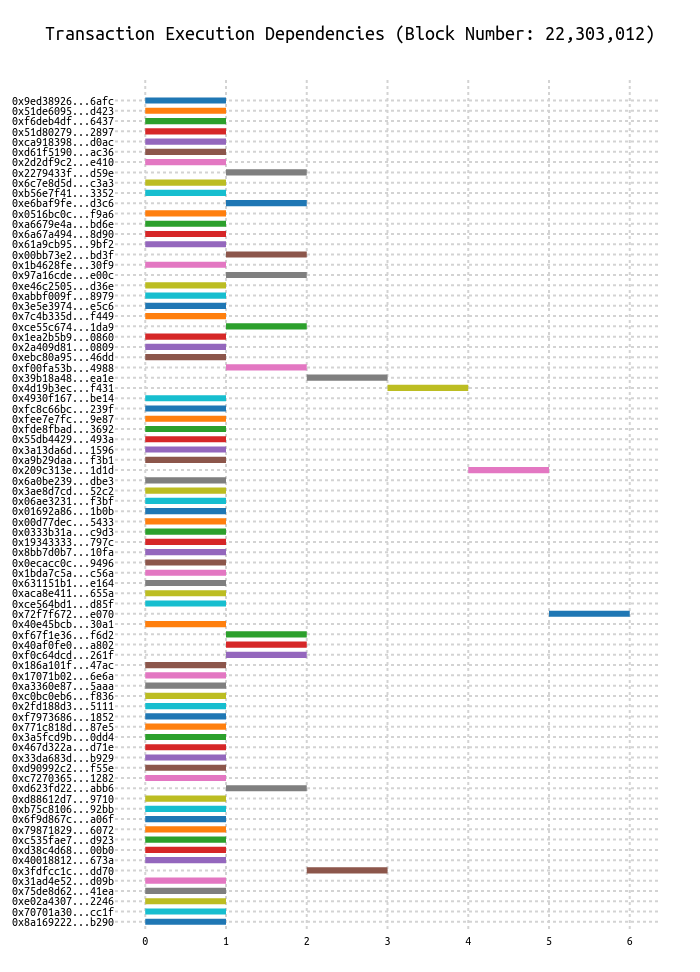 Transaction Execution Dependencies (Block Number: 22,303,012)
0x9ed38926...6afc
0x51de6095...d423
0xf6deb4df...6437
0x51d80279...2897
0xca918398...d0ac
0xd61f5190...ac36
0x2d2df9c2...e410
0x2279433f...d59e
0x6c7e8d5d...c3a3
0xb56e7f41...3352
0xe6baf9fe...d3c6
0x0516bc0c...f9a6
0xa6679e4a...bd6e
0x6a67a494...8d90
0x61a9cb95...9bf2
0x00bb73e2...bd3f
0x1b4628fe...30f9
0x97a16cde...e00c
0xe46c2505...d36e
0xabbf009f...8979
0x3e5e3974...e5c6
0x7c4b335d...f449
0xce55c674...1da9
0x1ea2b5b9...0860
0x2a409d81...0809
0xebc80a95...46dd
0xf00fa53b...4988
0x39b18a48...ea1e
0x4d19b3ec...f431
0x4930f167...be14
0xfc8c66bc...239f
0xfee7e7fc...9e87
0xfde8fbad...3692
0x55db4429...493a
0x3a13da6d...1596
0xa9b29daa...f3b1
0x209c313e...1d1d
0x6a0be239...dbe3
0x3ae8d7cd...52c2
0x06ae3231...f3bf
0x01692a86...1b0b
0x00d77dec...5433
0x0333b31a...c9d3
0x19343333...797c
0x8bb7d0b7...10fa
0x0ecacc0c...9496
0x1bda7c5a...c56a
0x631151b1...e164
0xaca8e411...655a
0xce564bd1...d85f
0x72f7f672...e070
0x40e45bcb...30a1
0xf67f1e36...f6d2
0x40af0fe0...a802
0xf0c64dcd...261f
0x186a101f...47ac
0x17071b02...6e6a
0xa3360e87...5aaa
0xc0bc0eb6...f836
0x2fd188d3...5111
0xf7973686...1852
0x771c818d...87e5
0x3a5fcd9b...0dd4
0x467d322a...d71e
0x33da683d...b929
0xd90992c2...f55e
0xc7270365...1282
0xd623fd22...abb6
0xd88612d7...9710
0xb75c8106...92bb
0x6f9d867c...a06f
0x79871829...6072
0xc535fae7...d923
0xd38c4d68...00b0
0x40018812...673a
0x3fdfcc1c...dd70
0x31ad4e52...d09b
0x75de8d62...41ea
0xe02a4307...2246
0x70701a30...cc1f
0x8a169222...b290
0 1 2 3 4 5 6